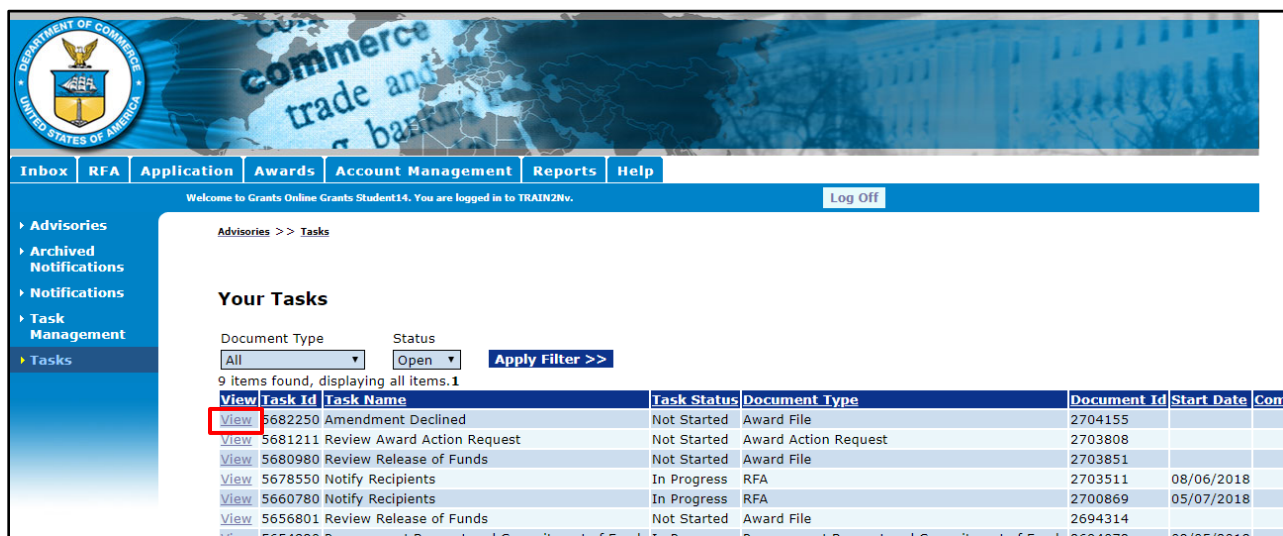 DEPARTMENT OF COMMERCE
UNITED STATES OF AMERICA
commerce
trade and
Inbox RFA Application Awards Account Management Reports Help
Welcome to Grants Online Grants Student14. You are logged in to TRAIN2Nv. Log Off
Advisories
Archived
Notifications
Notifications
Task
Management
Tasks
Advisories >> Tasks
Your Tasks
Document Type Status
All Open Apply Filter >>
9 items found, displaying all items.1
View Task Id Task Name Task Status Document Type Document Id Start Date Com
View 5682250 Amendment Declined Not Started Award File 2704155
View 5681211 Review Award Action Request Not Started Award Action Request 2703808
View 5680980 Review Release of Funds Not Started Award File 2703851
View 5678550 Notify Recipients In Progress RFA 2703511 08/06/2018
View 5660780 Notify Recipients In Progress RFA 2700869 05/07/2018
View 5656801 Review Release of Funds Not Started Award File 2694314